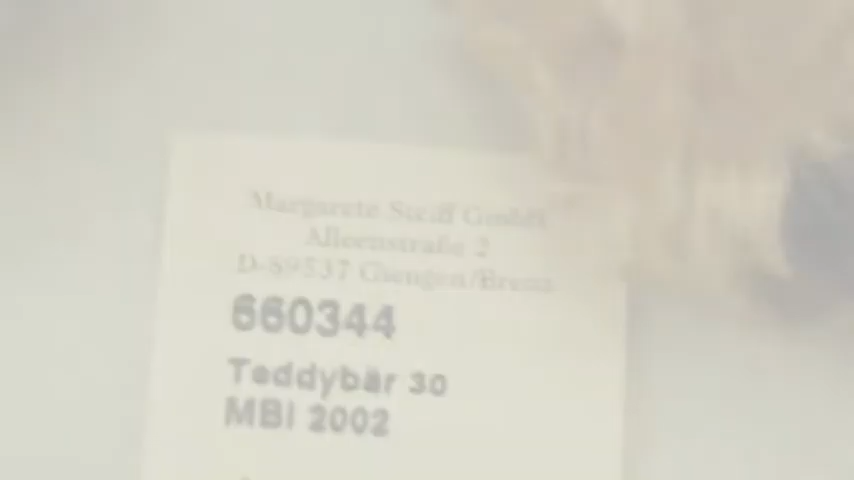 Margarete Steiff GmbH
Alleenstraße 2
D-89537 Giengen/Brenz
660344
Teddybär 30
MBI 2002